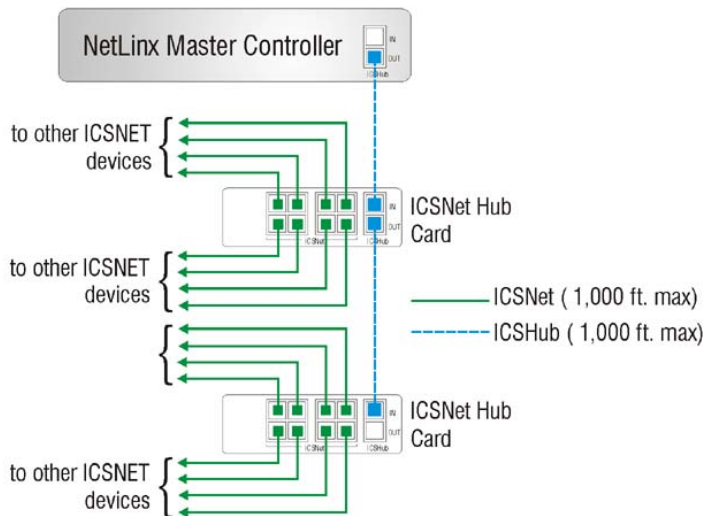 NetLinx Master Controller
IN
OUT
ICSHub
to other ICSNET
devices
IN
OUT
ICSNet
ICSHub
ICSNet Hub
Card
to other ICSNET
devices
ICSNet ( 1,000 ft. max)
ICSHub ( 1,000 ft. max)
IN
OUT
ICSNet
ICSHub
ICSNet Hub
Card
to other ICSNET
devices